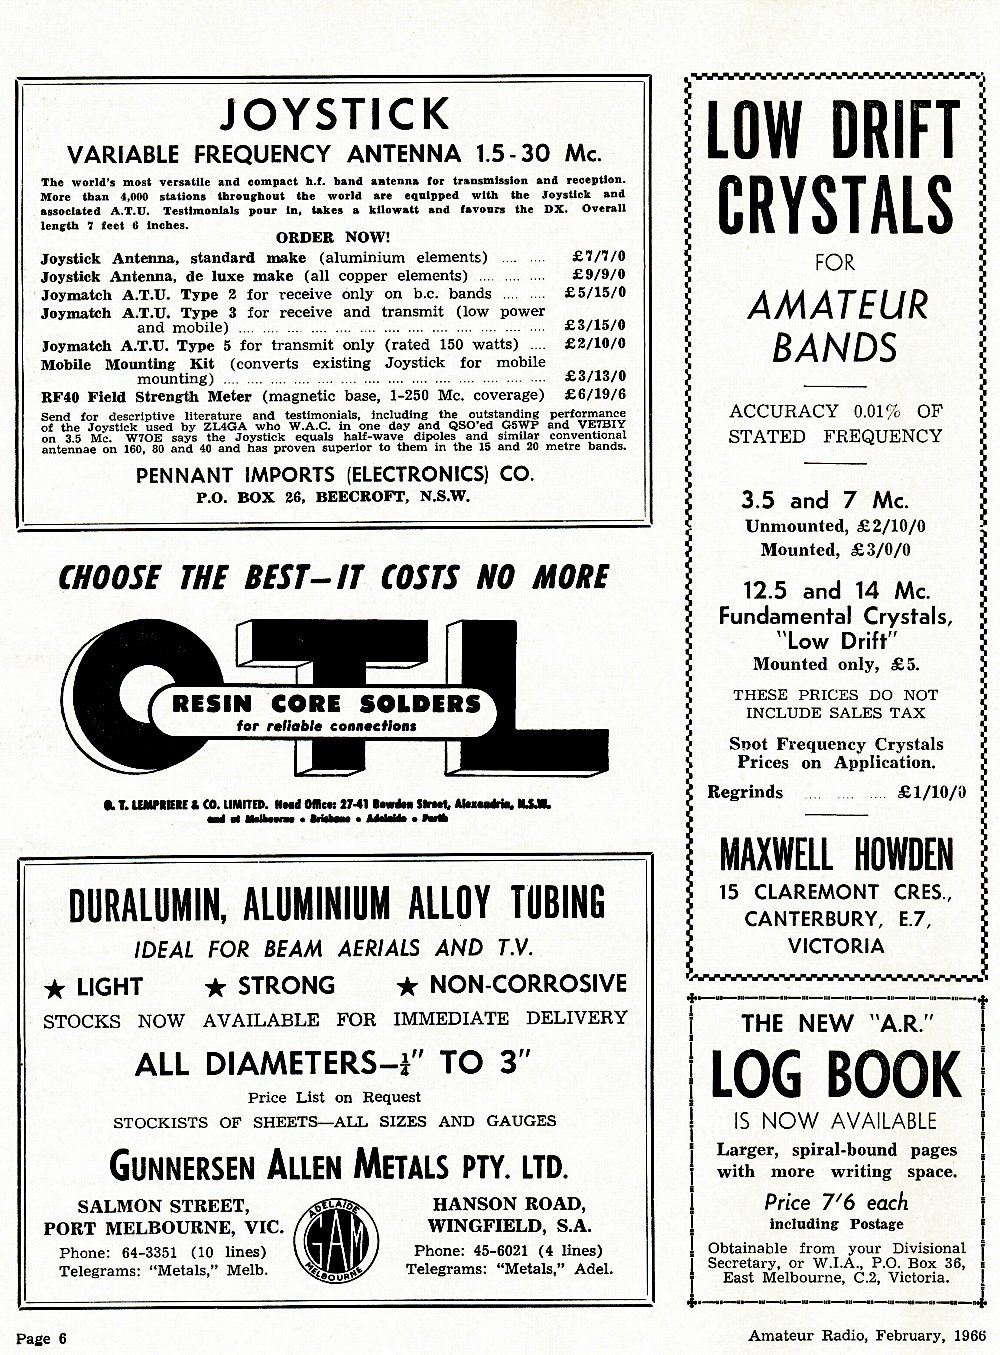 JOYSTICK
VARIABLE FREQUENCY ANTENNA 1.5-30 Mc.
The world's most versatile and compact h.f. band antenna for transmission and reception.
More than 4,000 stations throughout the world are equipped with the Joystick and
associated A.T.U. Testimonials pour in, takes a kilowatt and favours the DX. Overall
length 7 feet 6 inches.
ORDER NOW!
Joystick Antenna, standard make (aluminium elements) .... .... £7/7/0
Joystick Antenna, de luxe make (all copper elements) .... .... .... £9/9/0
Joymatch A.T.U. Type 2 for receive only on b.c. bands .... .... £5/15/0
Joymatch A.T.U. Type 3 for receive and transmit (low power
and mobile) .... .... .... .... .... .... .... .... .... .... .... .... .... £3/15/0
Joymatch A.T.U. Type 5 for transmit only (rated 150 watts) .... £2/10/0
Mobile Mounting Kit (converts existing Joystick for mobile
mounting) .... .... .... .... .... .... .... .... .... .... .... .... .... .... £3/13/0
RF40 Field Strength Meter (magnetic base, 1-250 Mc. coverage) £6/19/6
Send for descriptive literature and testimonials, including the outstanding performance
of the Joystick used by ZL4GA who W.A.C. in one day and QSO'ed G5WP and VE7BIY
on 3.5 Mc. W7OE says the Joystick equals half-wave dipoles and similar conventional
antennae on 160, 80 and 40 and has proven superior to them in the 15 and 20 metre bands.
PENNANT IMPORTS (ELECTRONICS) CO.
P.O. BOX 26, BEECROFT, N.S.W.
CHOOSE THE BEST—IT COSTS NO MORE
OTL
RESIN CORE SOLDERS
for reliable connections
O. T. LEMPRIERE & CO. LIMITED. Head Office: 27-41 Bowden Street, Alexandria, N.S.W.
and at Melbourne • Brisbane • Adelaide • Perth
DURALUMIN, ALUMINIUM ALLOY TUBING
IDEAL FOR BEAM AERIALS AND T.V.
★ LIGHT ★ STRONG ★ NON-CORROSIVE
STOCKS NOW AVAILABLE FOR IMMEDIATE DELIVERY
ALL DIAMETERS—¼″ TO 3″
Price List on Request
STOCKISTS OF SHEETS—ALL SIZES AND GAUGES
GUNNERSEN ALLEN METALS PTY. LTD.
SALMON STREET,
PORT MELBOURNE, VIC.
Phone: 64-3351 (10 lines)
Telegrams: "Metals," Melb.
ADELAIDE
GAM
MELBOURNE
HANSON ROAD,
WINGFIELD, S.A.
Phone: 45-6021 (4 lines)
Telegrams: "Metals," Adel.
LOW DRIFT
CRYSTALS
FOR
AMATEUR
BANDS
ACCURACY 0.01% OF
STATED FREQUENCY
3.5 and 7 Mc.
Unmounted, £2/10/0
Mounted, £3/0/0
12.5 and 14 Mc.
Fundamental Crystals,
"Low Drift"
Mounted only, £5.
THESE PRICES DO NOT
INCLUDE SALES TAX
Spot Frequency Crystals
Prices on Application.
Regrinds .... .... .... £1/10/0
MAXWELL HOWDEN
15 CLAREMONT CRES.,
CANTERBURY, E.7,
VICTORIA
THE NEW "A.R."
LOG BOOK
IS NOW AVAILABLE
Larger, spiral-bound pages
with more writing space.
Price 7'6 each
including Postage
Obtainable from your Divisional
Secretary, or W.I.A., P.O. Box 36,
East Melbourne, C.2, Victoria.
Page 6
Amateur Radio, February, 1966